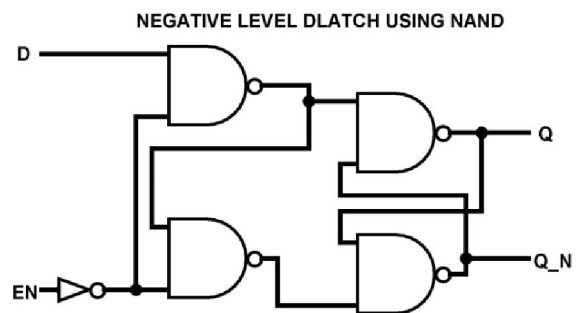 NEGATIVE LEVEL DLATCH USING NAND
D
Q
EN
Q_N